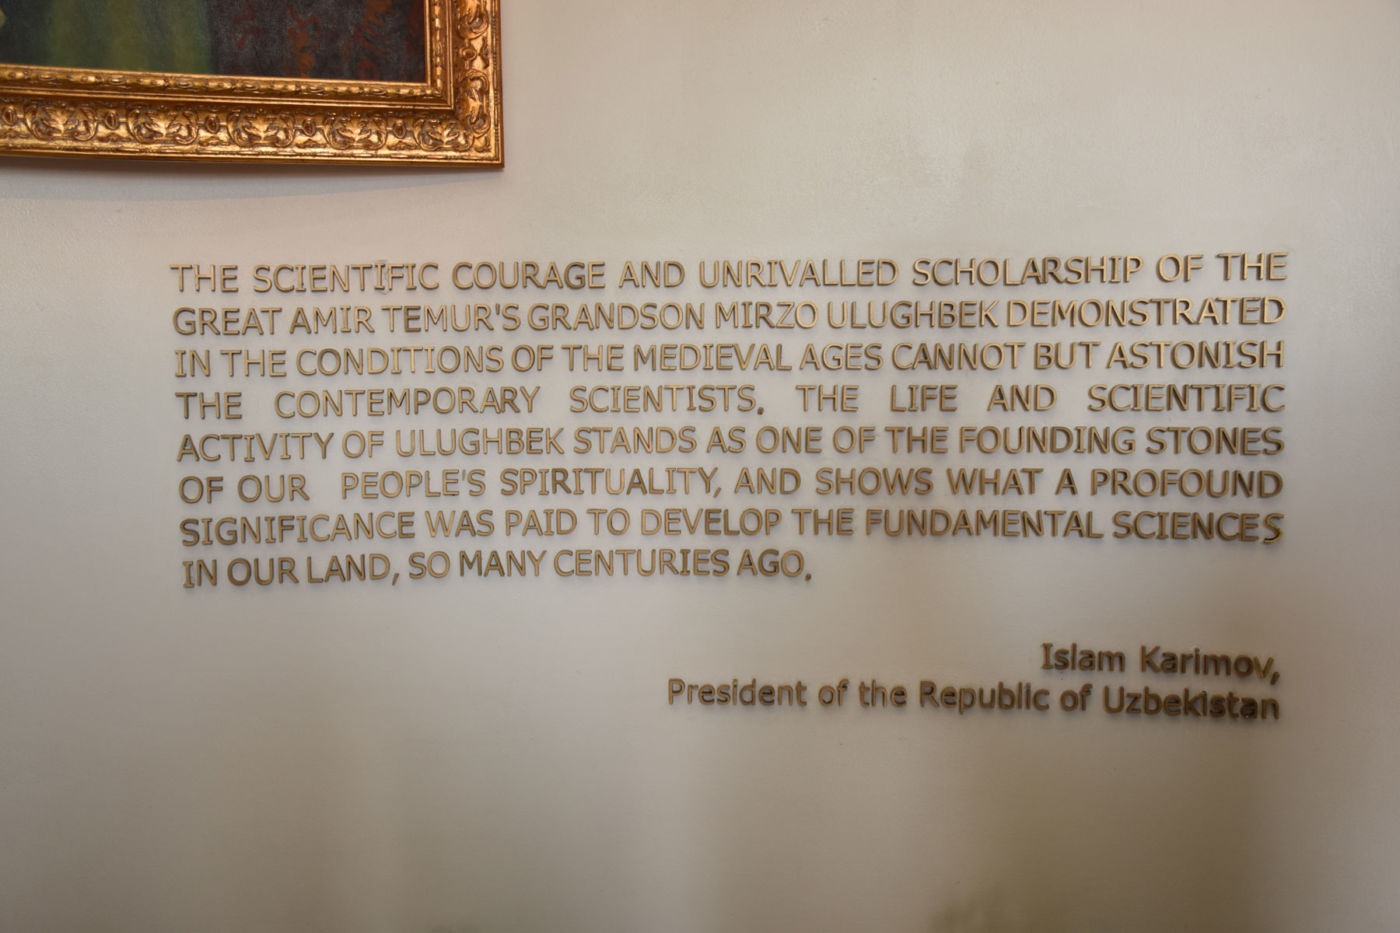 THE SCIENTIFIC COURAGE AND UNRIVALLED SCHOLARSHIP OF THE
GREAT AMIR TEMUR'S GRANDSON MIRZO ULUGHBEK DEMONSTRATED
IN THE CONDITIONS OF THE MEDIEVAL AGES CANNOT BUT ASTONISH
THE CONTEMPORARY SCIENTISTS. THE LIFE AND SCIENTIFIC
ACTIVITY OF ULUGHBEK STANDS AS ONE OF THE FOUNDING STONES
OF OUR PEOPLE'S SPIRITUALITY, AND SHOWS WHAT A PROFOUND
SIGNIFICANCE WAS PAID TO DEVELOP THE FUNDAMENTAL SCIENCES
IN OUR LAND, SO MANY CENTURIES AGO.
Islam Karimov,
President of the Republic of Uzbekistan